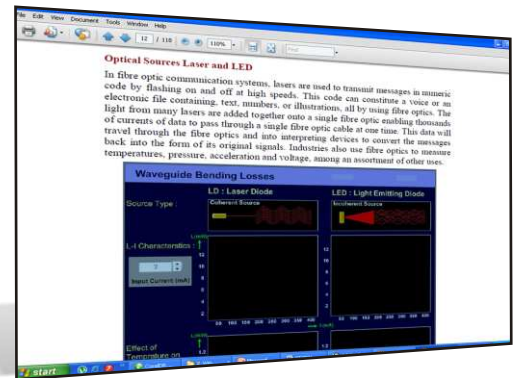 File Edit View Document Tools Window Help
12 / 110 110% Find
Optical Sources Laser and LED
In fibre optic communication systems, lasers are used to transmit messages in numeric
code by flashing on and off at high speeds. This code can constitute a voice or an
electronic file containing, text, numbers, or illustrations, all by using fibre optics. The
light from many lasers are added together onto a single fibre optic enabling thousands
of currents of data to pass through a single fibre optic cable at one time. This data will
travel through the fibre optics and into interpreting devices to convert the messages
back into the form of its original signals. Industries also use fibre optics to measure
temperatures, pressure, acceleration and voltage, among an assortment of other uses.
Waveguide Bending Losses
LD : Laser Diode LED : Light Emitting Diode
Source Type : Coherent Source Incoherent Source
L-I Characteristics :
Input Current (mA)
Effect of
Temprature on
start